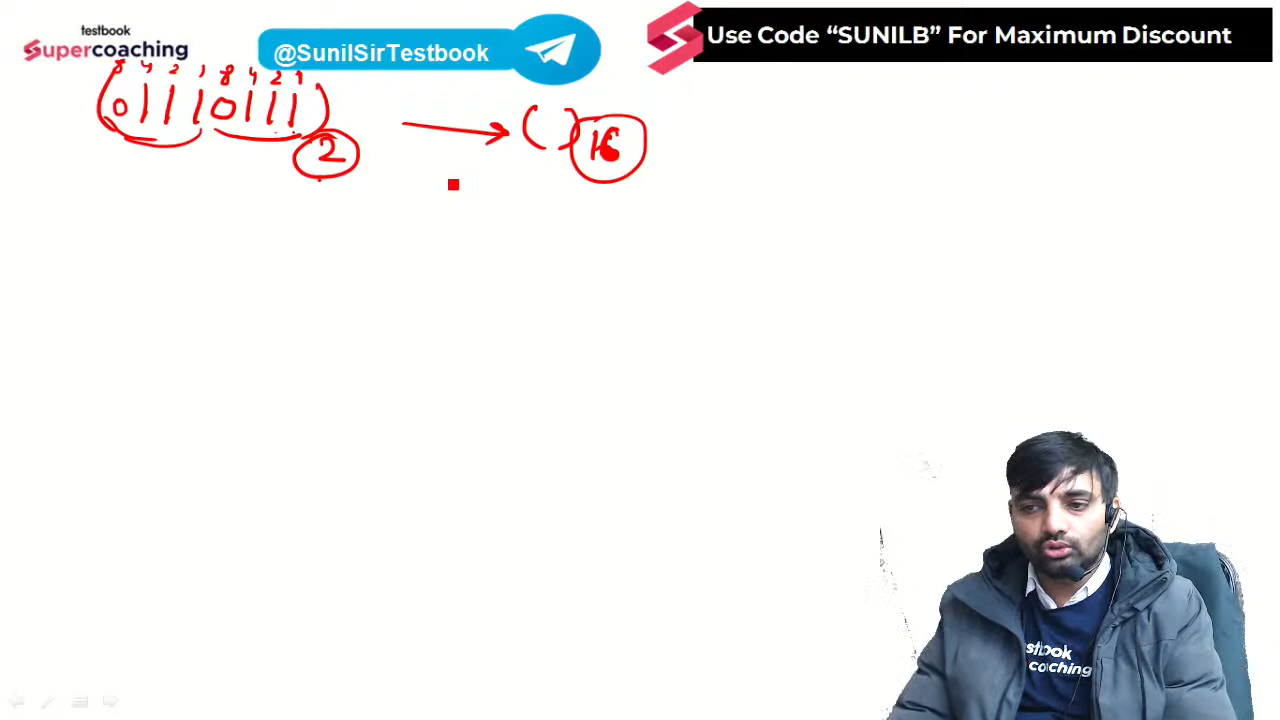 testbook
Supercoaching
@SunilSirTestbook
Use Code “SUNILB” For Maximum Discount
8 4 2 1 8 4 2 1
(01110111)2 → ( )16
testbook
coaching